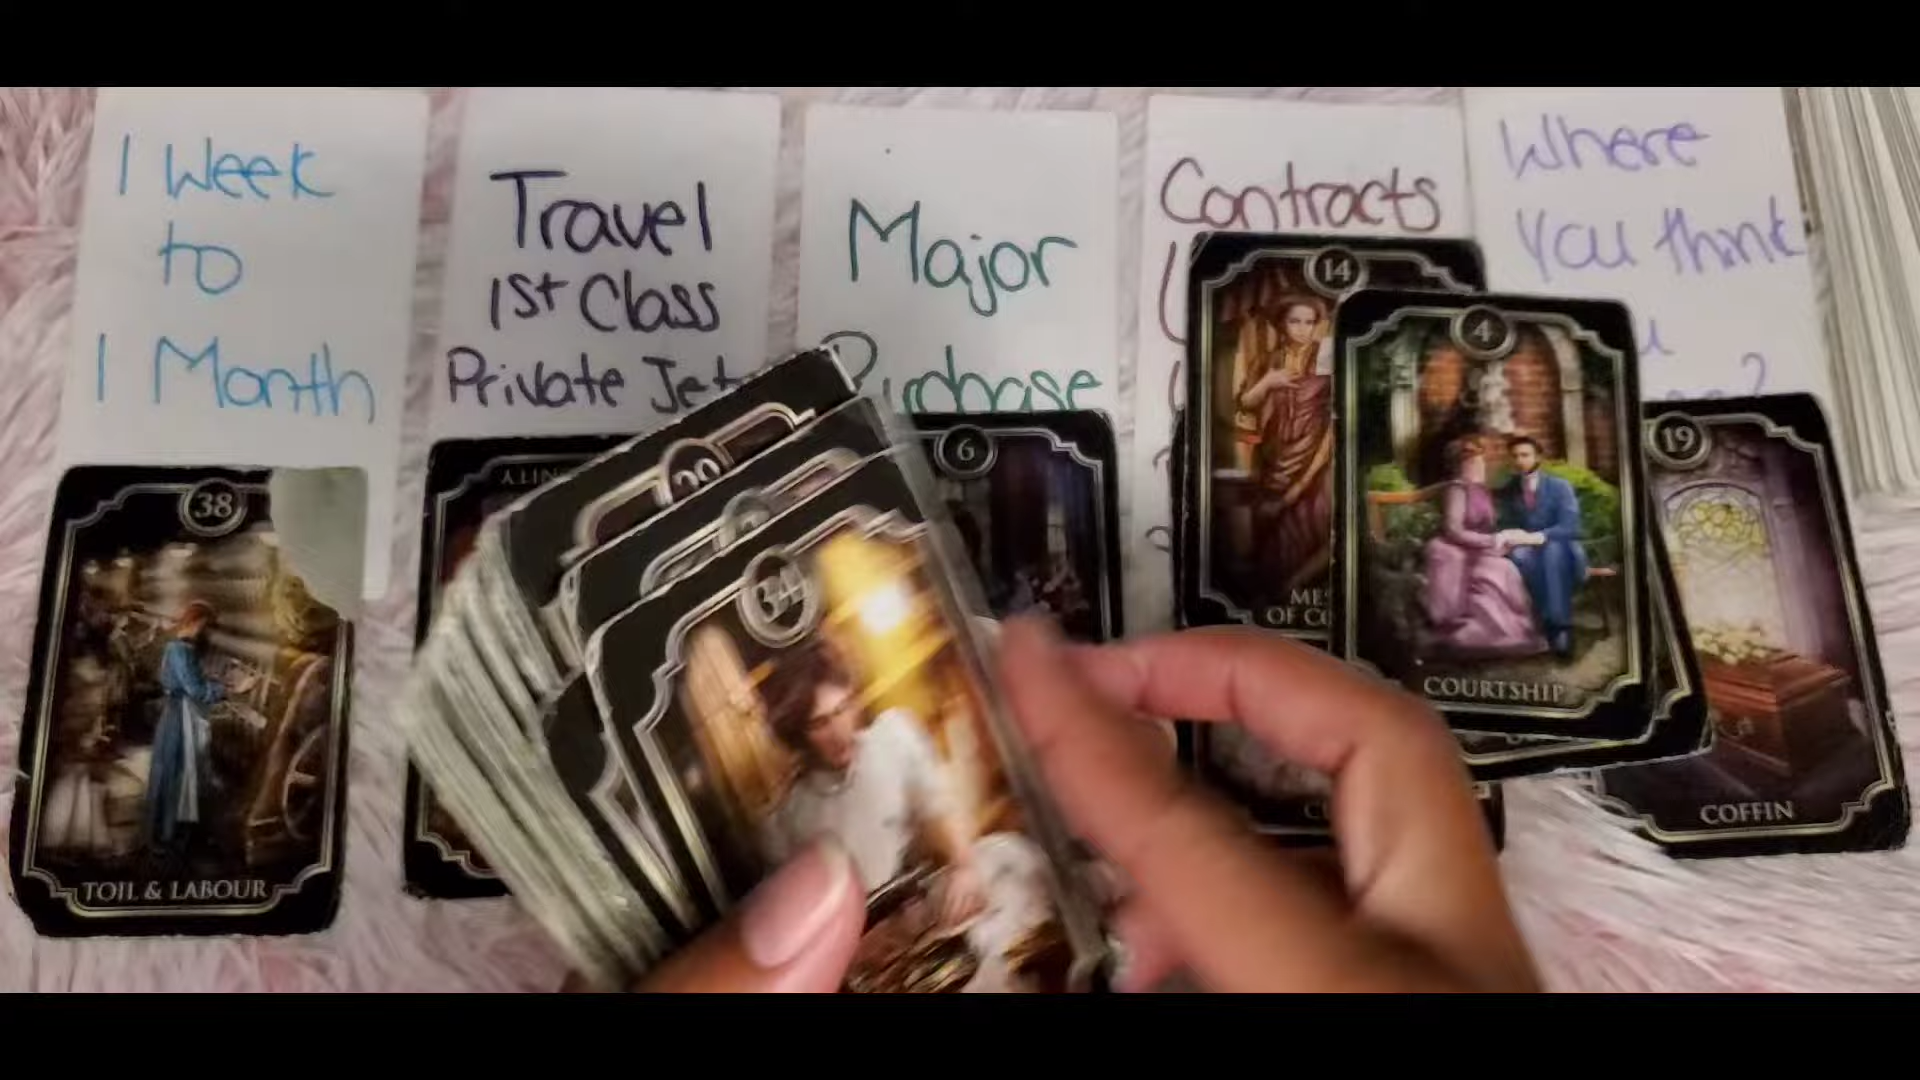 1 Week
to
1 Month
Travel
1st Class
Private Jet
Major
Purchase
Contracts
Where
You think
14
4
COURTSHIP
19
COFFIN
6
34
38
TOIL & LABOUR